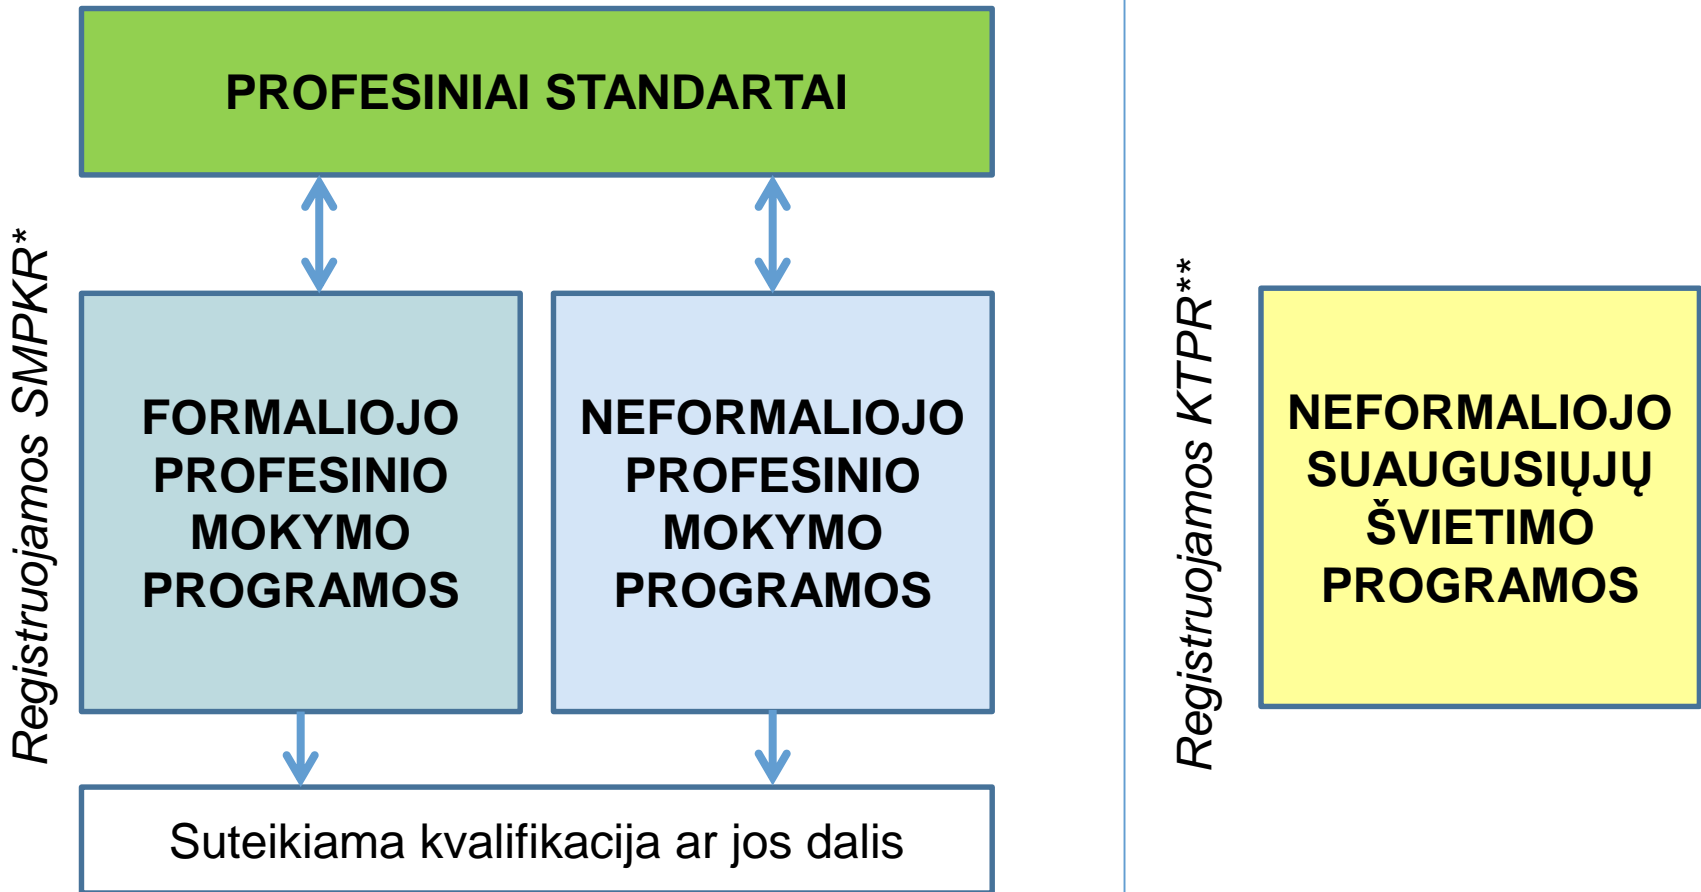 PROFESINIAI STANDARTAI
Registruojamos SMPKR*
FORMALIOJO
PROFESINIO
MOKYMO
PROGRAMOS
NEFORMALIOJO
PROFESINIO
MOKYMO
PROGRAMOS
Suteikiama kvalifikacija ar jos dalis
Registruojamos KTPR**
NEFORMALIOJO
SUAUGUSIŲJŲ
ŠVIETIMO
PROGRAMOS